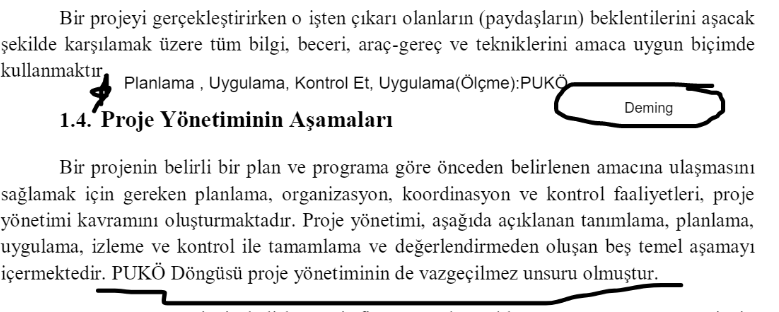 Bir projeyi gerçekleştirirken o işten çıkarı olanların (paydaşların) beklentilerini aşacak
şekilde karşılamak üzere tüm bilgi, beceri, araç-gereç ve tekniklerini amaca uygun biçimde
kullanmaktır
Planlama , Uygulama, Kontrol Et, Uygulama(Ölçme):PUKÖ
Deming
1.4. Proje Yönetiminin Aşamaları
Bir projenin belirli bir plan ve programa göre önceden belirlenen amacına ulaşmasını
sağlamak için gereken planlama, organizasyon, koordinasyon ve kontrol faaliyetleri, proje
yönetimi kavramını oluşturmaktadır. Proje yönetimi, aşağıda açıklanan tanımlama, planlama,
uygulama, izleme ve kontrol ile tamamlama ve değerlendirmeden oluşan beş temel aşamayı
içermektedir. PUKÖ Döngüsü proje yönetiminin de vazgeçilmez unsuru olmuştur.